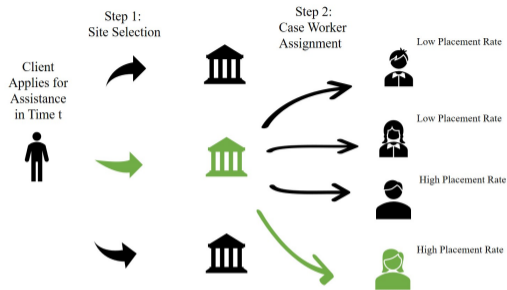 Step 1:
Site Selection
Step 2:
Case Worker
Assignment
Client
Applies for
Assistance
in Time t
Low Placement Rate
Low Placement Rate
High Placement Rate
High Placement Rate